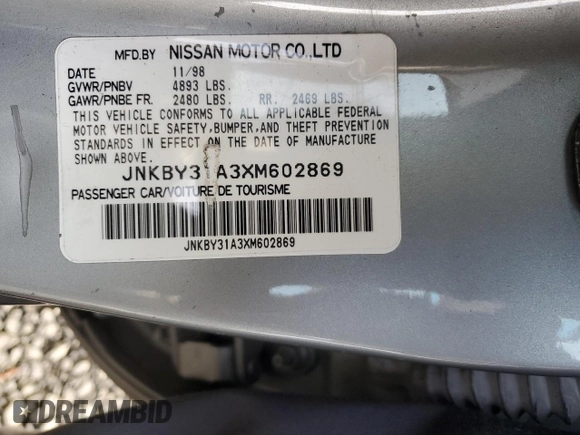 MFD.BY NISSAN MOTOR CO.,LTD
DATE 11/98
GVWR/PNBV 4893 LBS.
GAWR/PNBE FR. 2480 LBS. RR. 2469 LBS.
THIS VEHICLE CONFORMS TO ALL APPLICABLE FEDERAL
MOTOR VEHICLE SAFETY, BUMPER, AND THEFT PREVENTION
STANDARDS IN EFFECT ON THE DATE OF MANUFACTURE
SHOWN ABOVE.
JNKBY31A3XM602869
PASSENGER CAR/VOITURE DE TOURISME
JNKBY31A3XM602869
DREAMBID